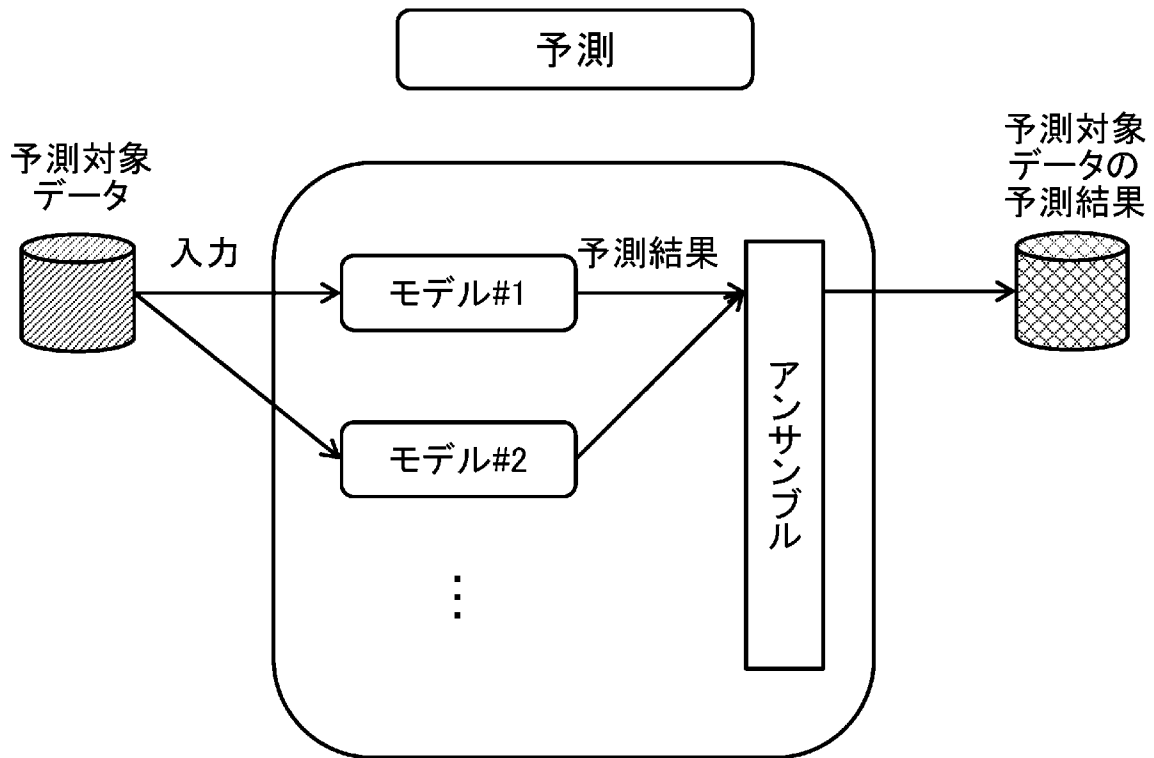 予測
予測対象
データ
入力
モデル#1
予測結果
モデル#2
⋮
アンサンブル
予測対象
データの
予測結果